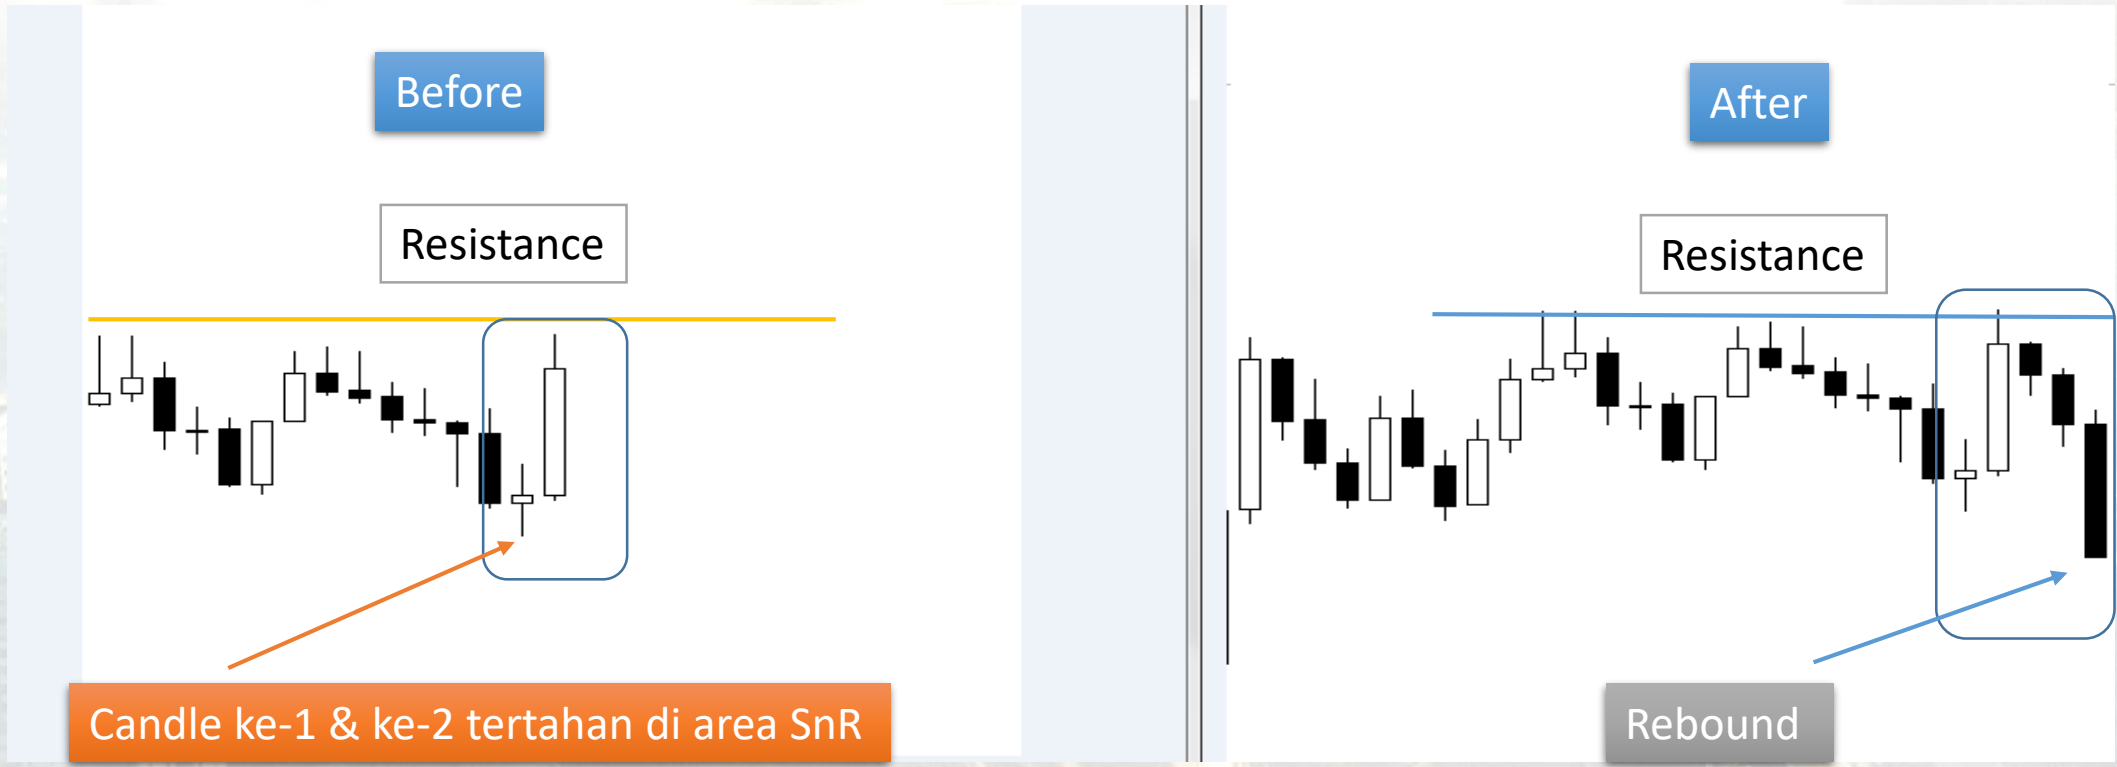 Before
Resistance
Candle ke-1 & ke-2 tertahan di area SnR
After
Resistance
Rebound